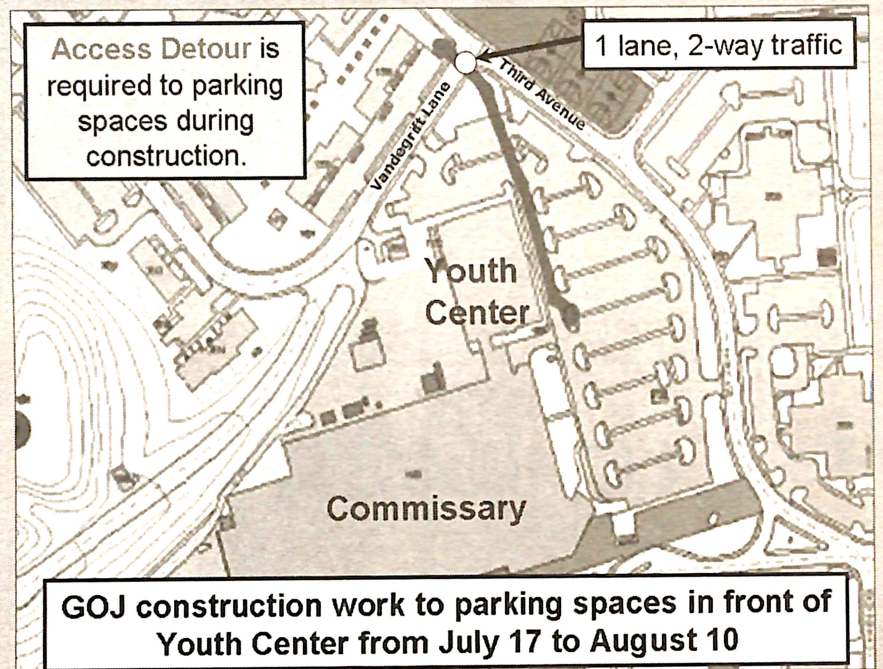 Access Detour is
required to parking
spaces during
construction.
1 lane, 2-way traffic
Third Avenue
Vandegrift Lane
Youth
Center
Commissary
GOJ construction work to parking spaces in front of
Youth Center from July 17 to August 10